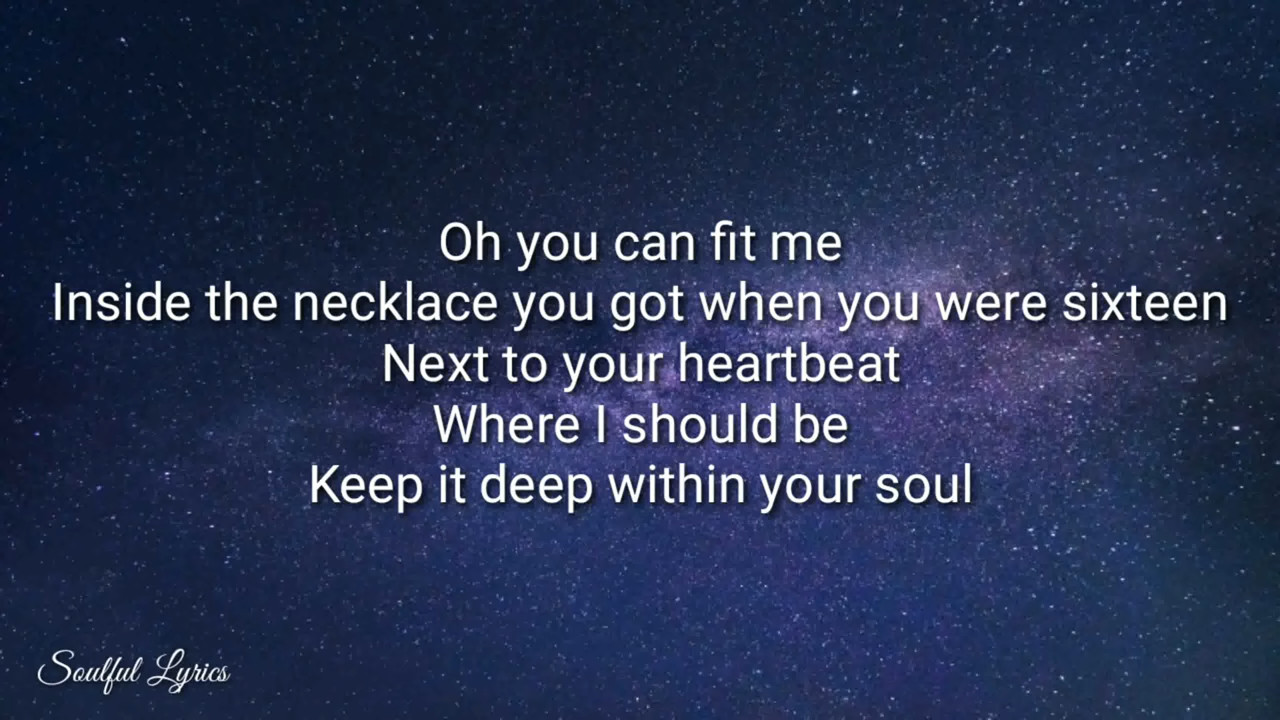 Oh you can fit me
Inside the necklace you got when you were sixteen
Next to your heartbeat
Where I should be
Keep it deep within your soul
Soulful Lyrics